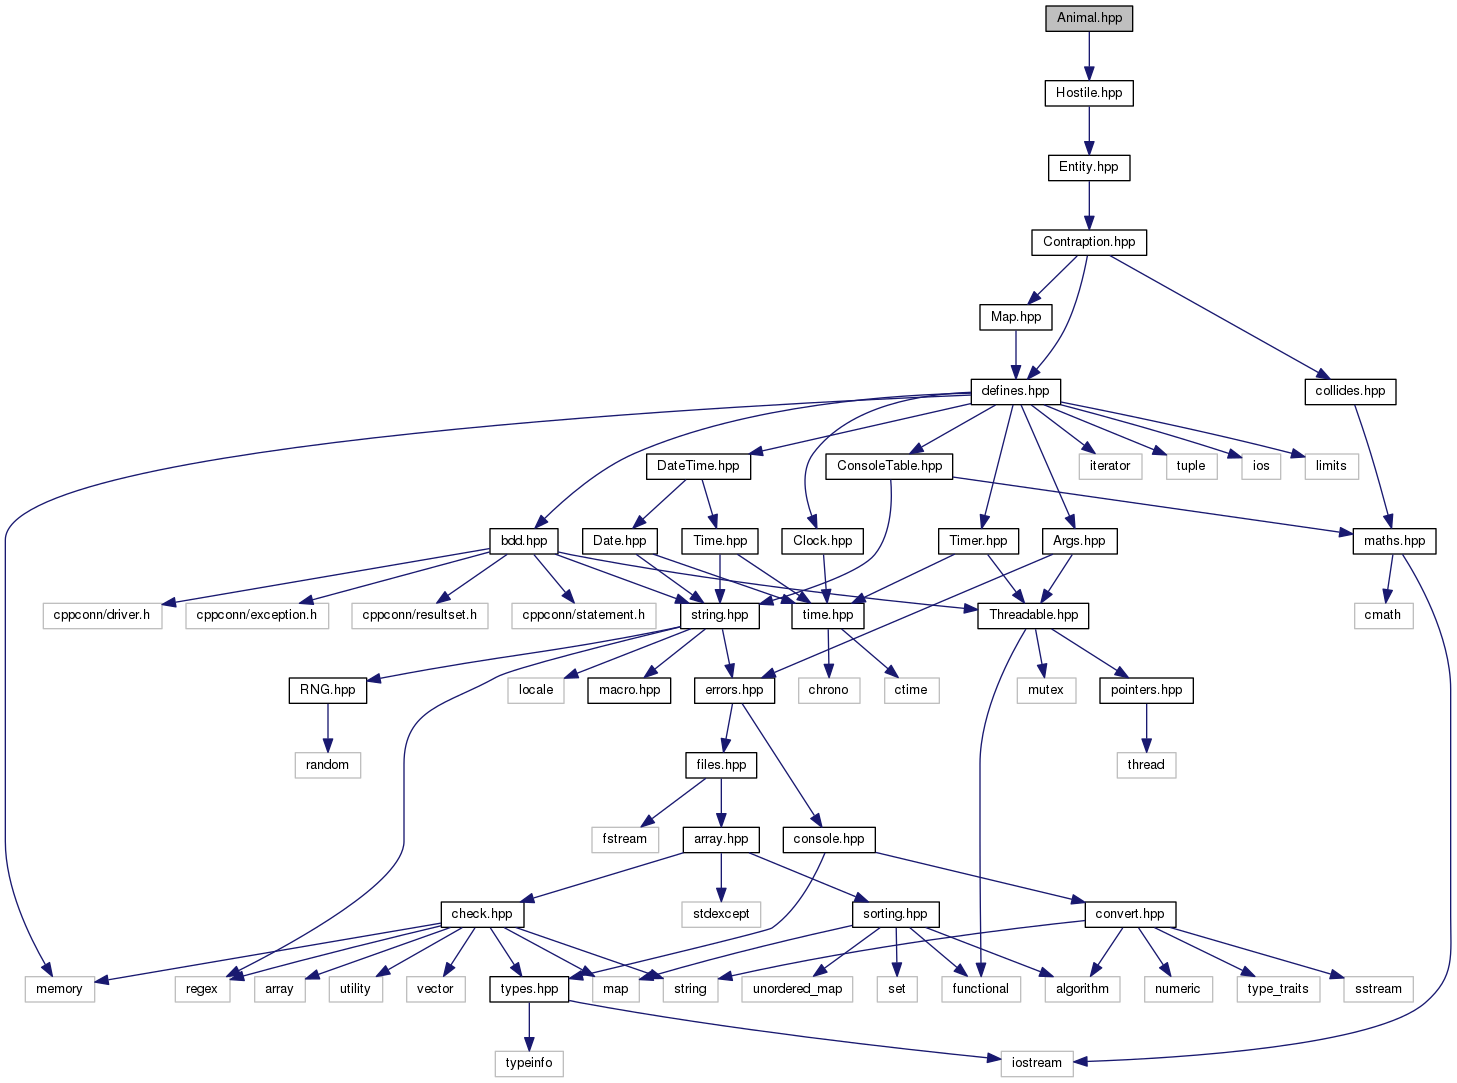 Animal.hpp
Hostile.hpp
Entity.hpp
Contraption.hpp
Map.hpp
defines.hpp
collides.hpp
DateTime.hpp
ConsoleTable.hpp
iterator
tuple
ios
limits
bdd.hpp
Date.hpp
Time.hpp
Clock.hpp
Timer.hpp
Args.hpp
maths.hpp
cppconn/driver.h
cppconn/exception.h
cppconn/resultset.h
cppconn/statement.h
string.hpp
time.hpp
Threadable.hpp
cmath
RNG.hpp
locale
macro.hpp
errors.hpp
chrono
ctime
mutex
pointers.hpp
random
files.hpp
thread
fstream
array.hpp
console.hpp
check.hpp
stdexcept
sorting.hpp
convert.hpp
memory
regex
array
utility
vector
types.hpp
map
string
unordered_map
set
functional
algorithm
numeric
type_traits
sstream
typeinfo
iostream